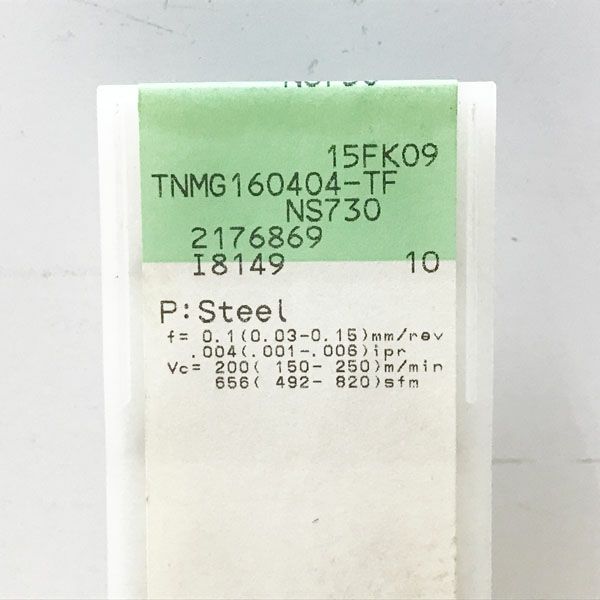 15FK09
TNMG160404-TF
NS730
2176869
I8149 10
P:Steel
f= 0.1(0.03-0.15)mm/rev
.004(.001-.006)ipr
Vc= 200( 150- 250)m/min
656( 492- 820)sfm